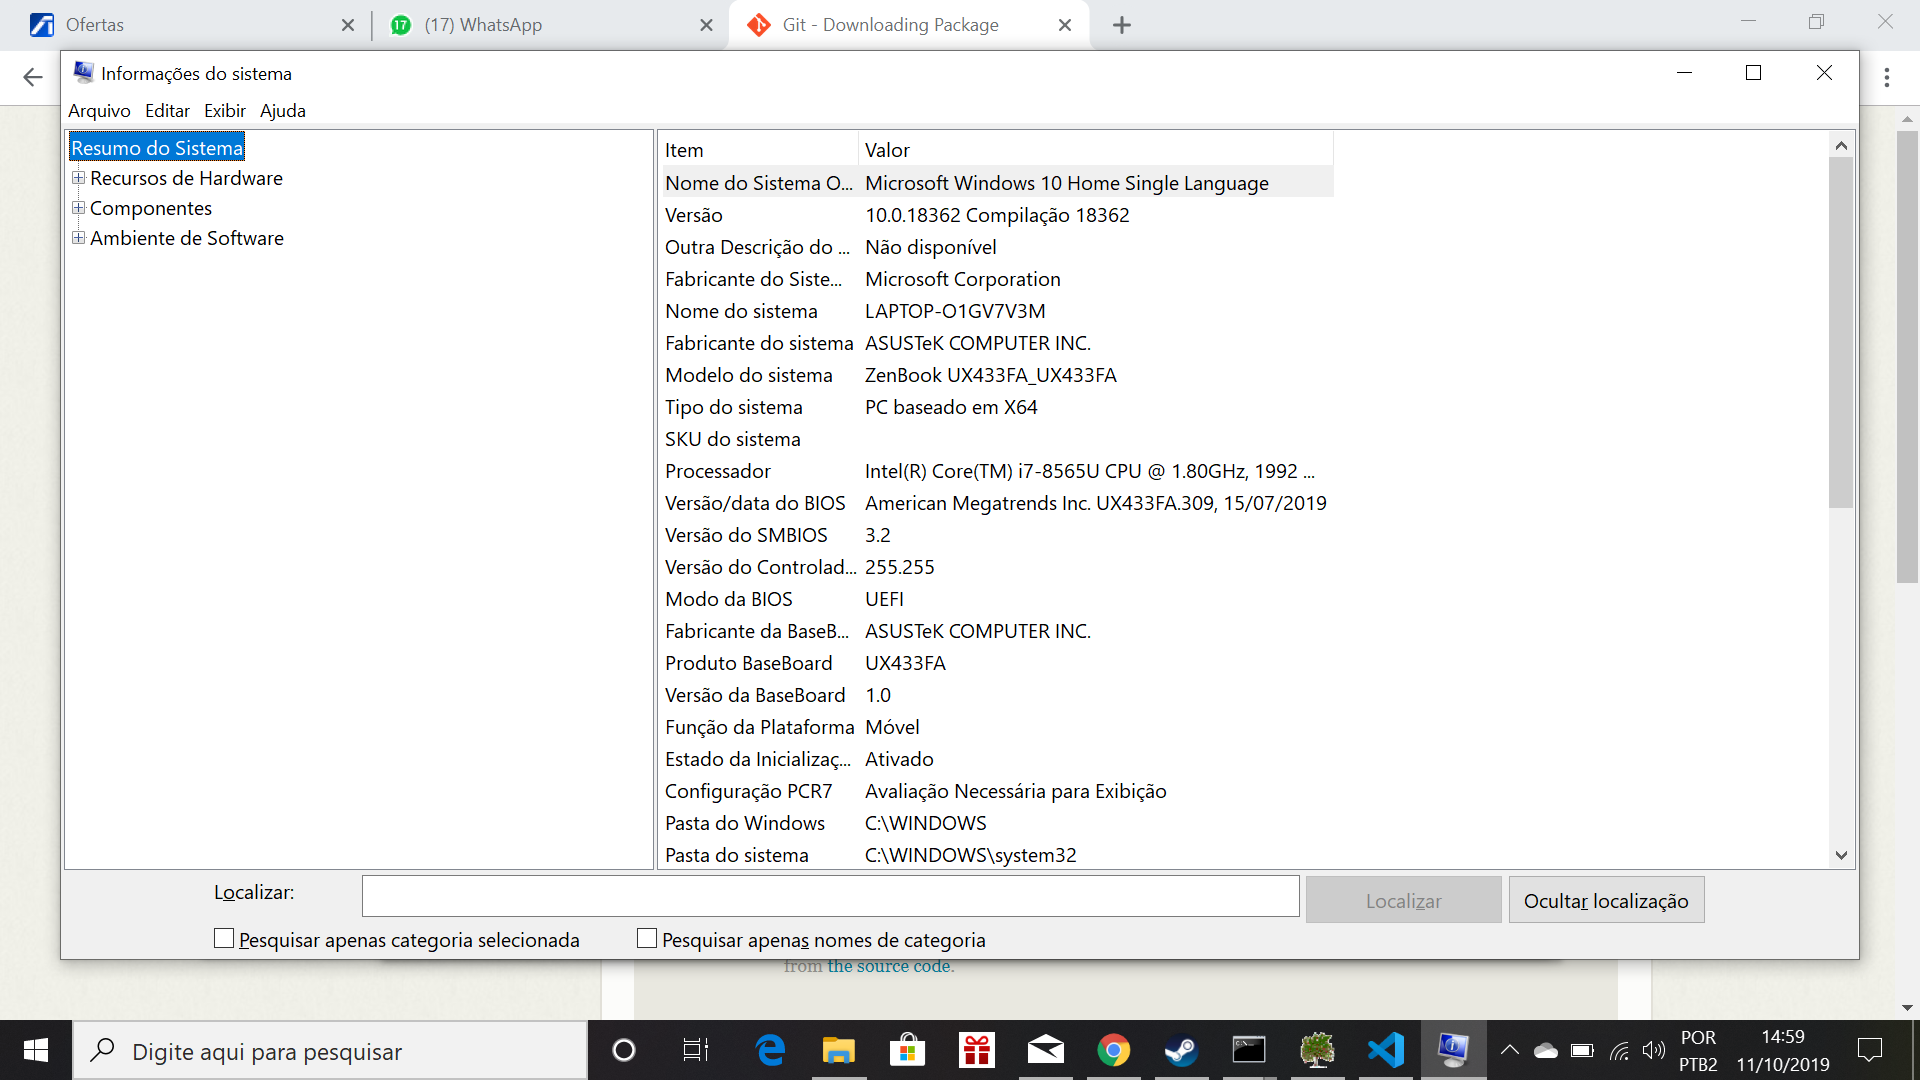 Ofertas
17 (17) WhatsApp
Git - Downloading Package
Informações do sistema
Arquivo Editar Exibir Ajuda
Resumo do Sistema
Recursos de Hardware
Componentes
Ambiente de Software
Item Valor
Nome do Sistema O... Microsoft Windows 10 Home Single Language
Versão 10.0.18362 Compilação 18362
Outra Descrição do ... Não disponível
Fabricante do Siste... Microsoft Corporation
Nome do sistema LAPTOP-O1GV7V3M
Fabricante do sistema ASUSTeK COMPUTER INC.
Modelo do sistema ZenBook UX433FA_UX433FA
Tipo do sistema PC baseado em X64
SKU do sistema
Processador Intel(R) Core(TM) i7-8565U CPU @ 1.80GHz, 1992 ...
Versão/data do BIOS American Megatrends Inc. UX433FA.309, 15/07/2019
Versão do SMBIOS 3.2
Versão do Controlad... 255.255
Modo da BIOS UEFI
Fabricante da BaseB... ASUSTeK COMPUTER INC.
Produto BaseBoard UX433FA
Versão da BaseBoard 1.0
Função da Plataforma Móvel
Estado da Inicializaç... Ativado
Configuração PCR7 Avaliação Necessária para Exibição
Pasta do Windows C:\WINDOWS
Pasta do sistema C:\WINDOWS\system32
Localizar:
Localizar
Ocultar localização
Pesquisar apenas categoria selecionada
Pesquisar apenas nomes de categoria
from the source code.
Digite aqui para pesquisar
POR
PTB2
14:59
11/10/2019